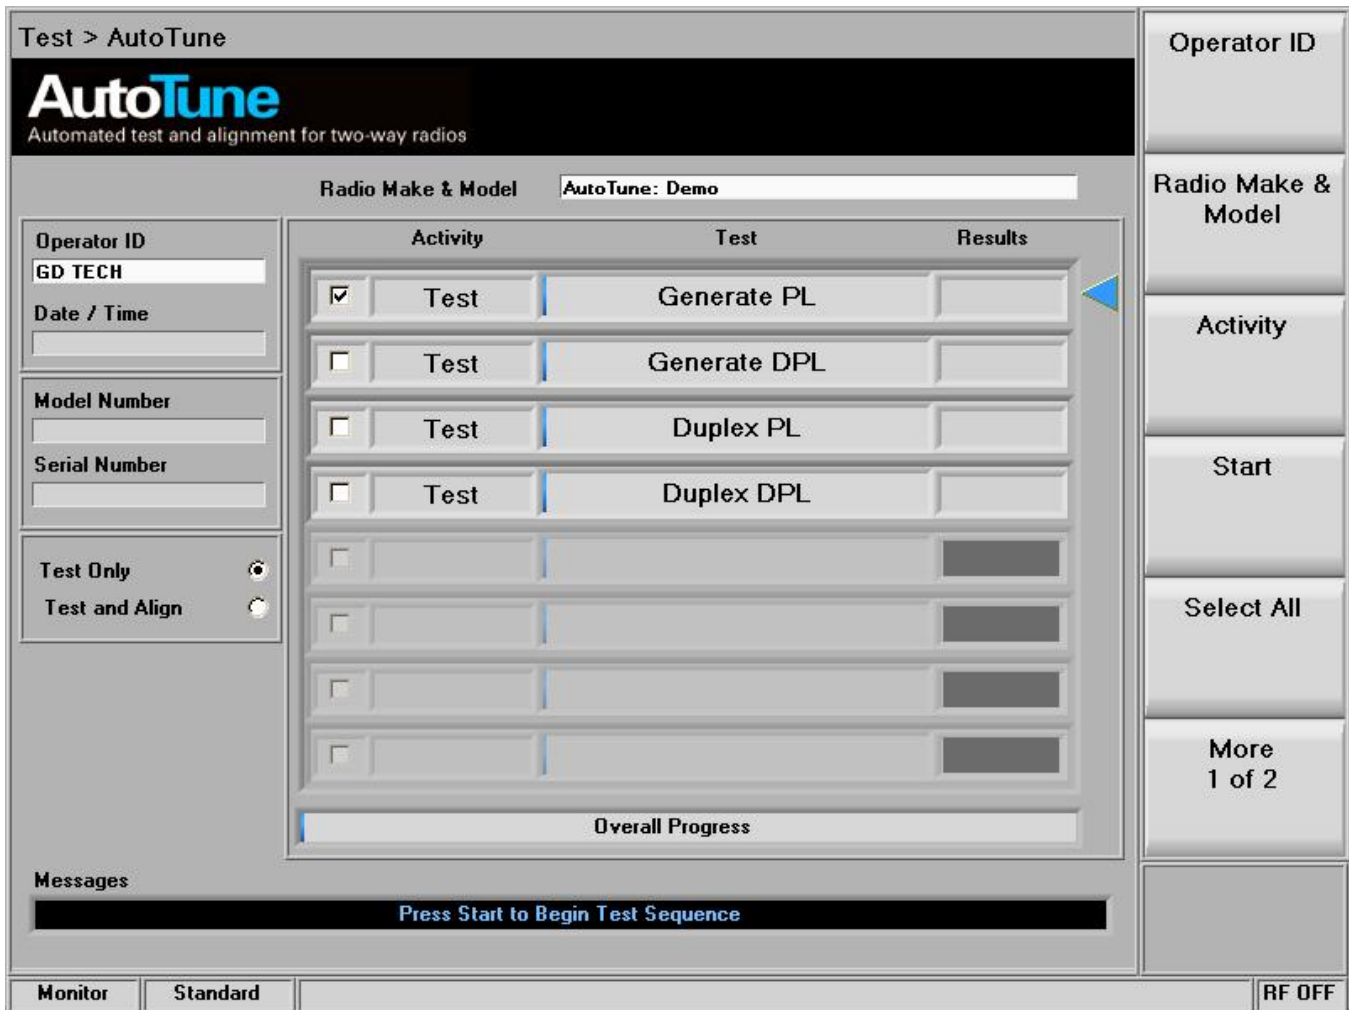 Test > AutoTune
AutoTune
Automated test and alignment for two-way radios
Radio Make & Model
AutoTune: Demo
Operator ID
GD TECH
Date / Time
Model Number
Serial Number
Test Only
Test and Align
Activity Test Results
Test Generate PL
Test Generate DPL
Test Duplex PL
Test Duplex DPL
Overall Progress
Messages
Press Start to Begin Test Sequence
Monitor Standard RF OFF
Operator ID
Radio Make &
Model
Activity
Start
Select All
More
1 of 2